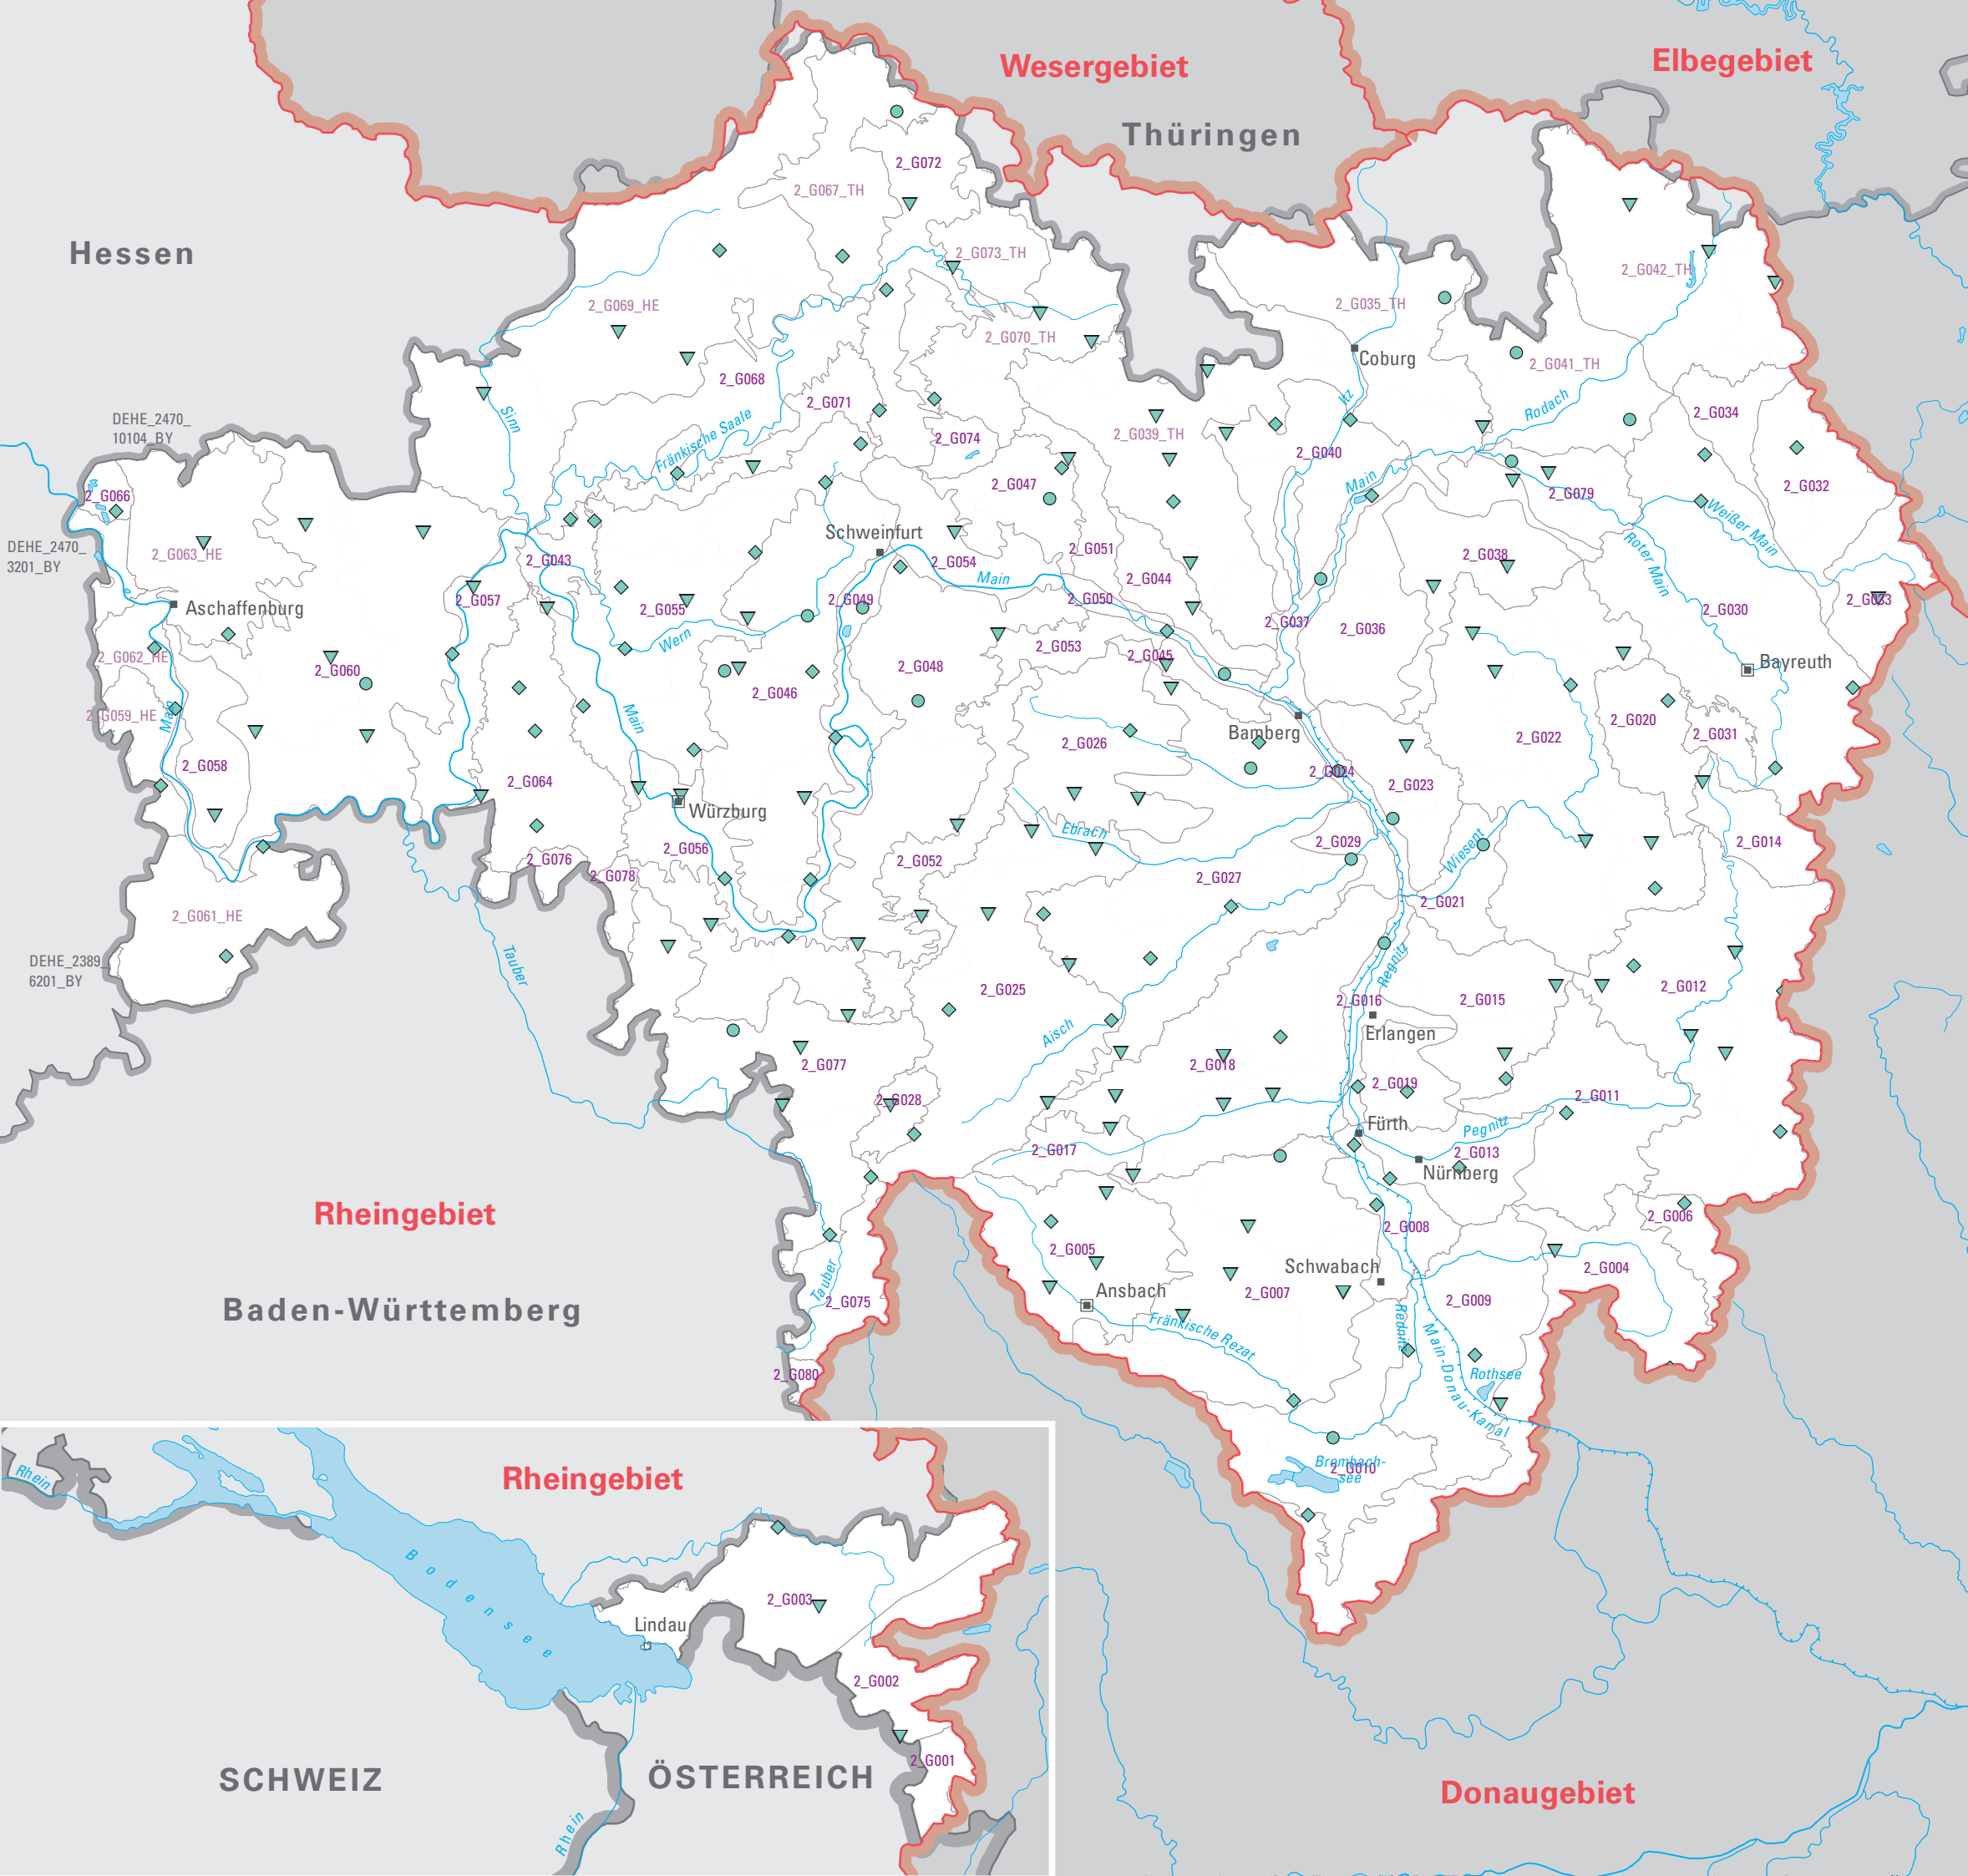 Wesergebiet
Elbegebiet
Thüringen
2_G072
2_G067_TH
Hessen
2_G073_TH
2_G042_TH
2_G069_HE
2_G035_TH
2_G070_TH
Coburg
2_G041_TH
2_G068
Itz
Rodach
2_G071
Sinn
Fränkische Saale
2_G034
DEHE_2470_
10104_BY
2_G074
2_G039_TH
2_G040
2_G066
2_G047
Main
2_G079
2_G032
Weißer Main
Schweinfurt
DEHE_2470_
3201_BY
2_G063_HE
2_G043
2_G054
2_G051
2_G038
Roter Main
Main
2_G044
Aschaffenburg
2_G057
2_G055
2_G049
2_G050
2_G030
2_G033
2_G037
2_G036
Wern
2_G062_HE
2_G060
2_G048
2_G053
2_G045
Bayreuth
2_G046
2_G059_HE
Main
Main
2_G020
2_G031
Bamberg
2_G026
2_G022
2_G058
2_G064
2_G024
2_G023
Würzburg
Ebrach
2_G029
Wiesent
2_G014
2_G056
2_G076
2_G052
2_G078
2_G027
2_G021
2_G061_HE
Tauber
DEHE_2389_
6201_BY
Regnitz
2_G025
2_G016
2_G015
2_G012
Aisch
Erlangen
2_G077
2_G018
2_G019
2_G028
2_G011
Fürth
Pegnitz
2_G017
2_G013
Nürnberg
Rheingebiet
2_G006
2_G008
2_G005
Schwabach
2_G004
Tauber
Ansbach
2_G007
2_G009
Baden-Württemberg
2_G075
Fränkische Rezat
Rednitz
Main-Donau-Kanal
2_G080
Rothsee
Brombach-
see
2_G010
Rheingebiet
Rhein
Bodensee
2_G003
Lindau
2_G002
2_G001
SCHWEIZ
ÖSTERREICH
Rhein
Donaugebiet